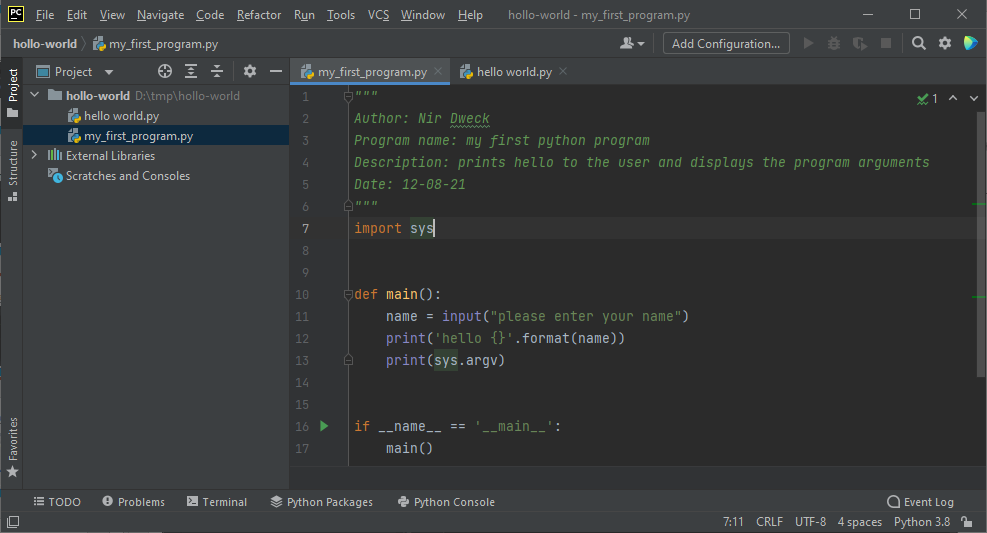 PC File Edit View Navigate Code Refactor Run Tools VCS Window Help hollo-world - my_first_program.py
hollo-world my_first_program.py Add Configuration...
Project
my_first_program.py hello world.py
hollo-world D:\tmp\hollo-world
hello world.py
my_first_program.py
External Libraries
Scratches and Consoles
Project
Structure
Favorites
1 """
2 Author: Nir Dweck
3 Program name: my first python program
4 Description: prints hello to the user and displays the program arguments
5 Date: 12-08-21
6 """
7 import sys
8
9
10 def main():
11 name = input("please enter your name")
12 print('hello {}'.format(name))
13 print(sys.argv)
14
15
16 if __name__ == '__main__':
17 main()
1
TODO Problems Terminal Python Packages Python Console Event Log
7:11 CRLF UTF-8 4 spaces Python 3.8